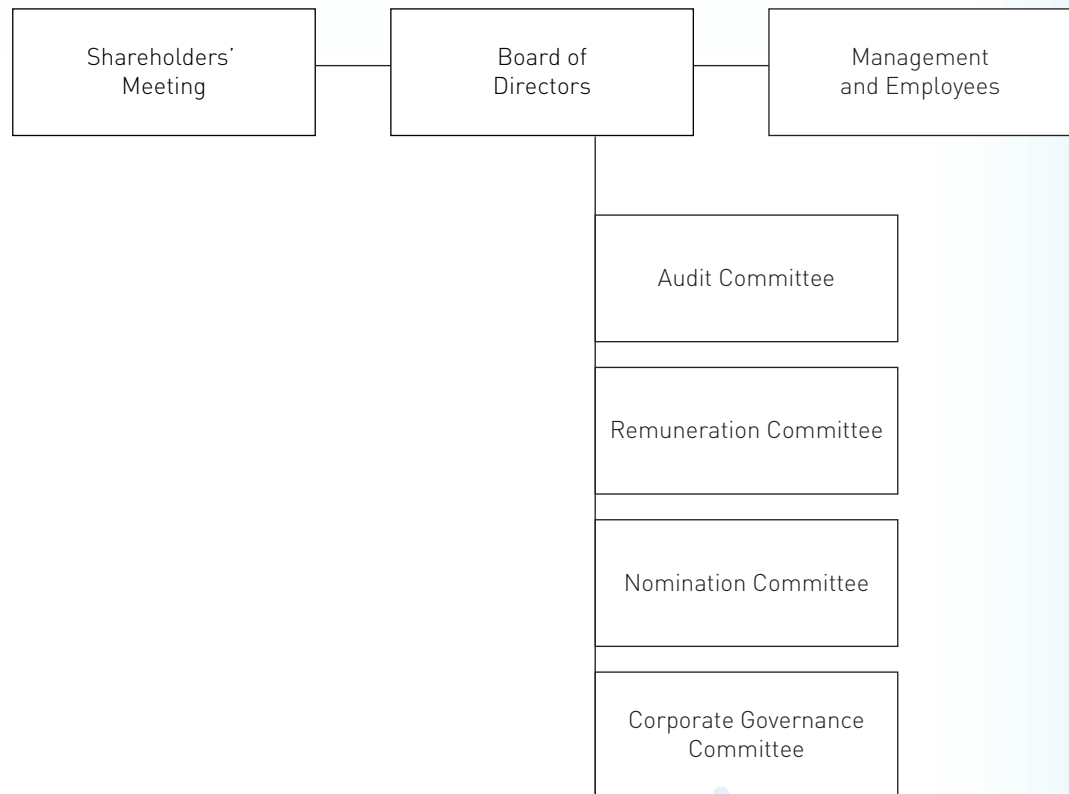 Shareholders’
Meeting
Board of
Directors
Management
and Employees
Audit Committee
Remuneration Committee
Nomination Committee
Corporate Governance
Committee